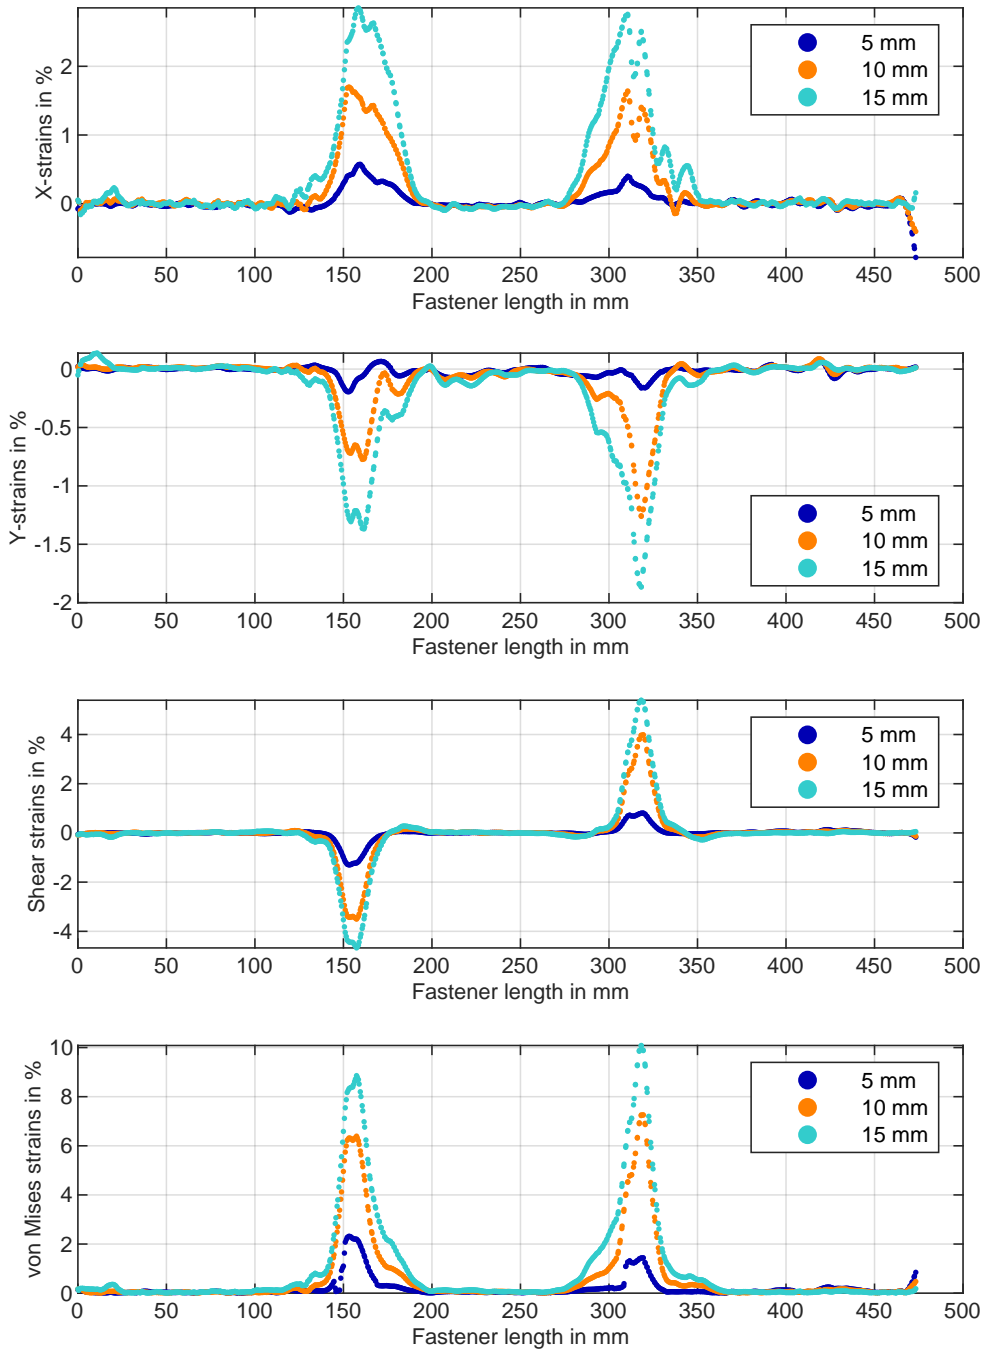 X-strains in %
2
1
0
5 mm
10 mm
15 mm
0 50 100 150 200 250 300 350 400 450 500
Fastener length in mm
Y-strains in %
0
-0.5
-1
-1.5
-2
5 mm
10 mm
15 mm
0 50 100 150 200 250 300 350 400 450 500
Fastener length in mm
Shear strains in %
4
2
0
-2
-4
5 mm
10 mm
15 mm
0 50 100 150 200 250 300 350 400 450 500
Fastener length in mm
von Mises strains in %
10
8
6
4
2
0
5 mm
10 mm
15 mm
0 50 100 150 200 250 300 350 400 450 500
Fastener length in mm